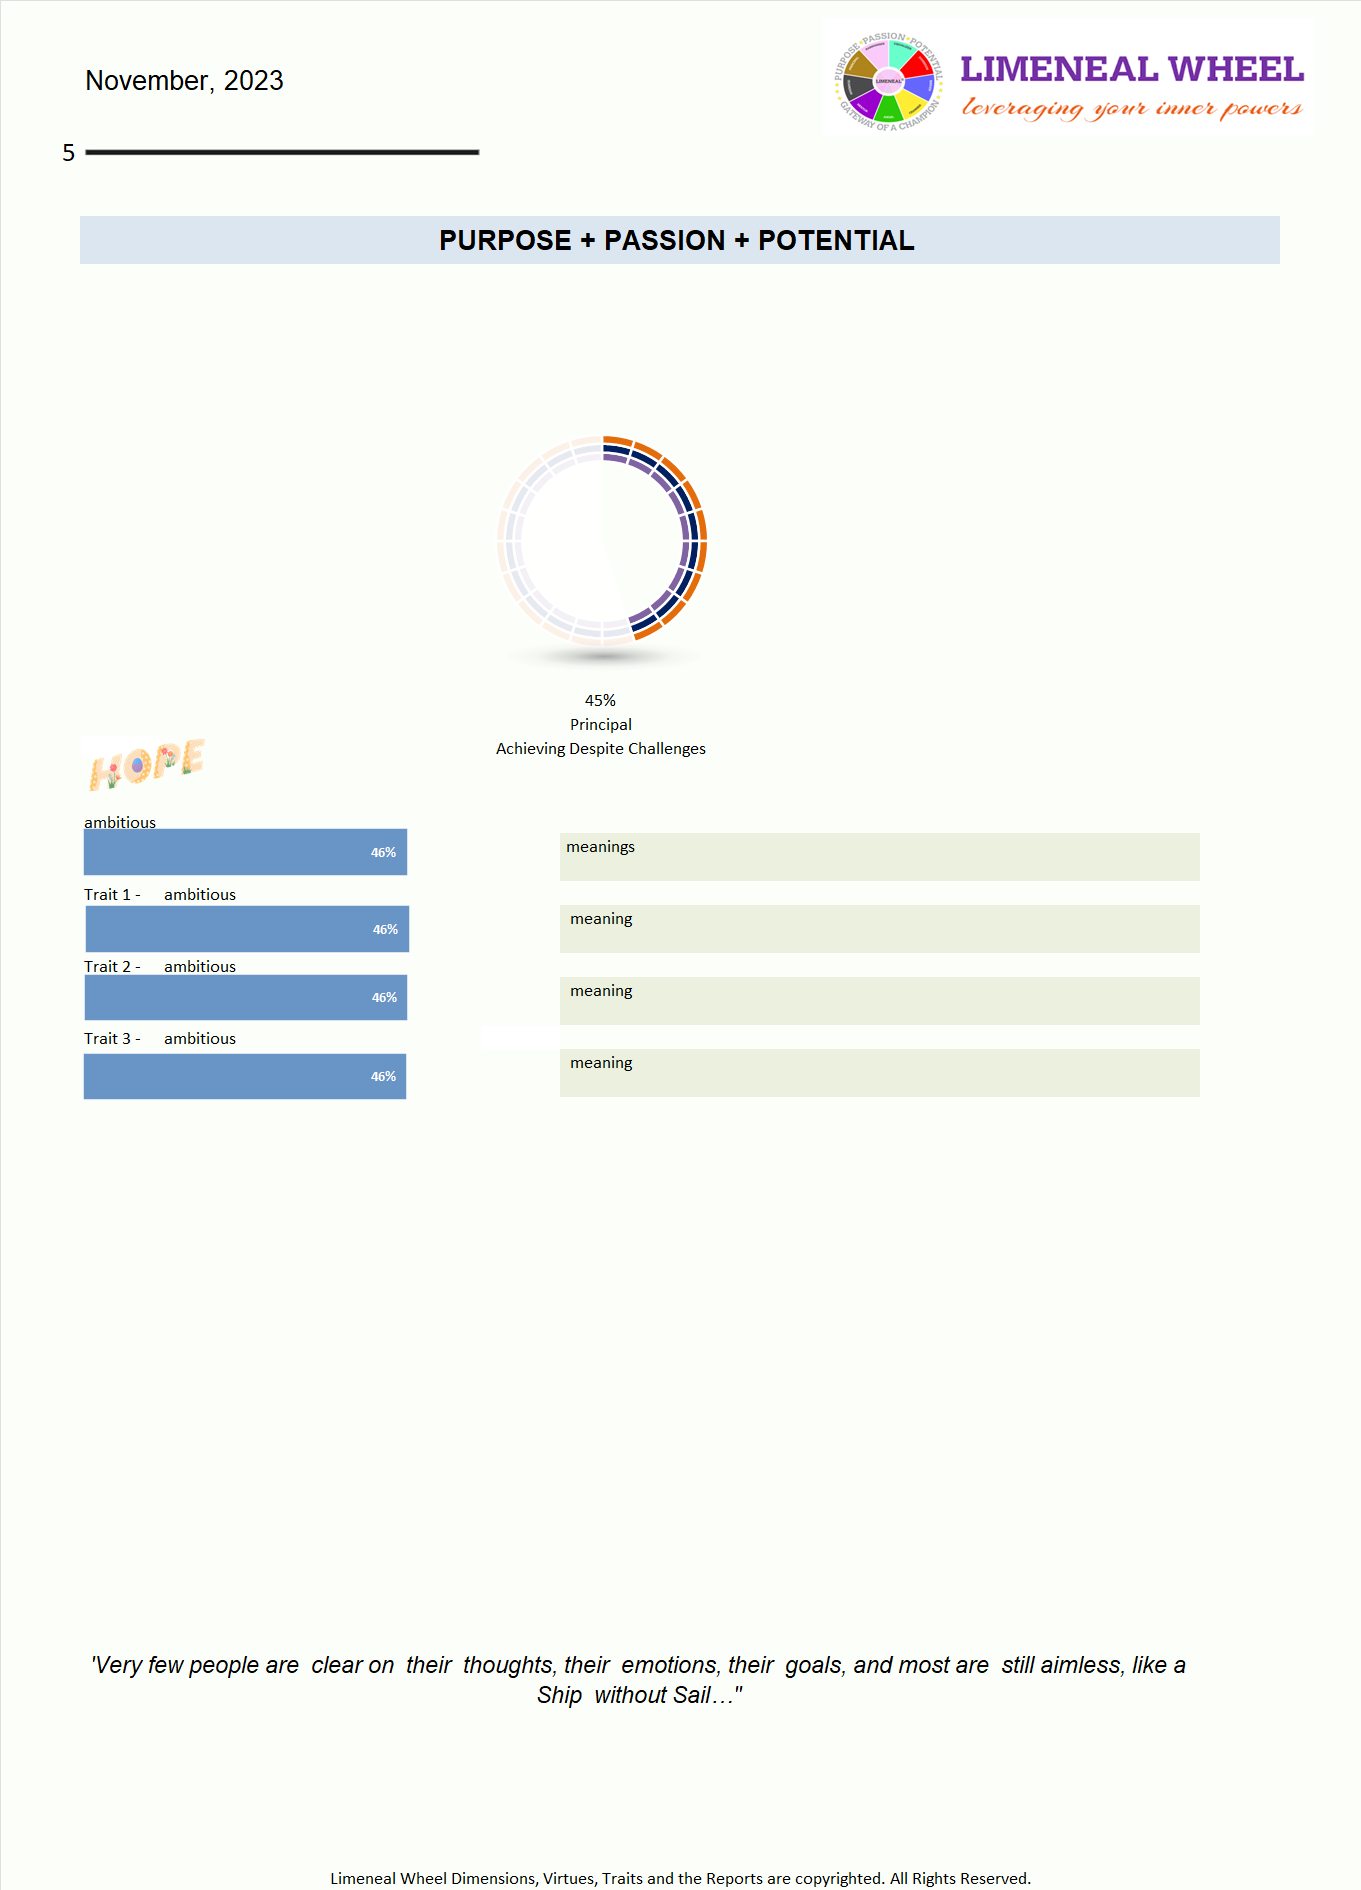 November, 2023
PURPOSE PASSION POTENTIAL
LIMENEAL
GATEWAY OF A CHAMPION
LIMENEAL WHEEL
leveraging your inner powers
5
PURPOSE + PASSION + POTENTIAL
45%
Principal
Achieving Despite Challenges
HOPE
ambitious
46%
meanings
Trait 1 - ambitious
46%
meaning
Trait 2 - ambitious
46%
meaning
Trait 3 - ambitious
46%
meaning
'Very few people are clear on their thoughts, their emotions, their goals, and most are still aimless, like a
Ship without Sail…"
Limeneal Wheel Dimensions, Virtues, Traits and the Reports are copyrighted. All Rights Reserved.